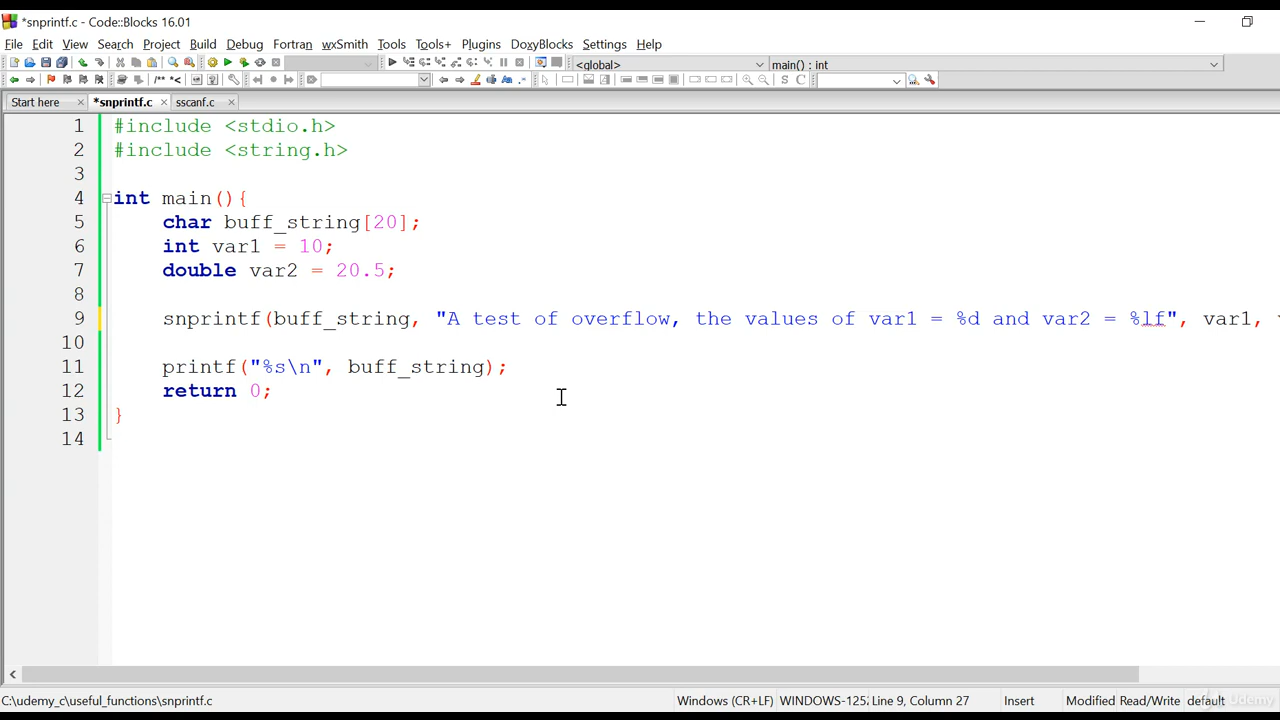 *snprintf.c - Code::Blocks 16.01
File Edit View Search Project Build Debug Fortran wxSmith Tools Tools+ Plugins DoxyBlocks Settings Help
<global> main() : int
Start here *snprintf.c sscanf.c
1 #include <stdio.h>
2 #include <string.h>
3
4 int main(){
5 char buff_string[20];
6 int var1 = 10;
7 double var2 = 20.5;
8
9 snprintf(buff_string, "A test of overflow, the values of var1 = %d and var2 = %lf", var1,
10
11 printf("%s\n", buff_string);
12 return 0;
13 }
14
C:\udemy_c\useful_functions\snprintf.c Windows (CR+LF) WINDOWS-1252 Line 9, Column 27 Insert Modified Read/Write default
Udemy